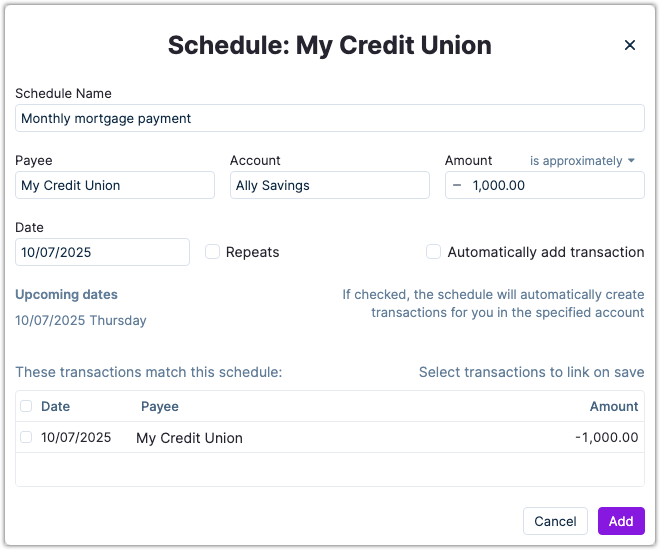 Schedule: My Credit Union
Schedule Name
Monthly mortgage payment
Payee Account Amount is approximately
My Credit Union Ally Savings − 1,000.00
Date
10/07/2025 Repeats Automatically add transaction
Upcoming dates If checked, the schedule will automatically create
10/07/2025 Thursday transactions for you in the specified account
These transactions match this schedule: Select transactions to link on save
Date Payee Amount
10/07/2025 My Credit Union -1,000.00
Cancel Add